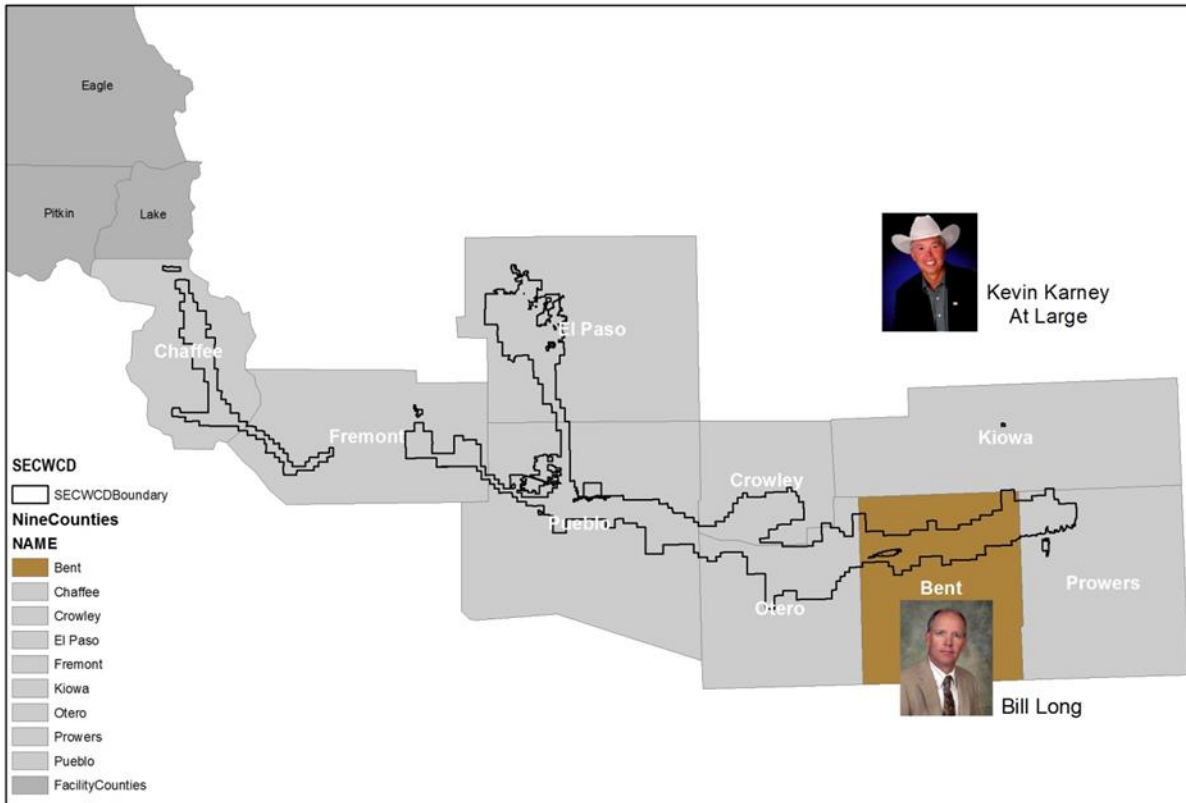 Eagle
Pitkin
Lake
Chaffee
El Paso
Kevin Karney
At Large
Fremont
Kiowa
Crowley
Pueblo
Otero
Bent
Prowers
Bill Long
SECWCD
SECWCDBoundary
NineCounties
NAME
Bent
Chaffee
Crowley
El Paso
Fremont
Kiowa
Otero
Prowers
Pueblo
FacilityCounties